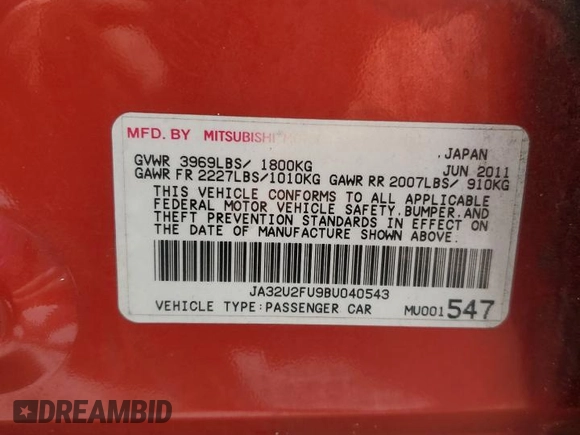 MFD. BY MITSUBISHI
JAPAN
GVWR 3969LBS/ 1800KG JUN 2011
GAWR FR 2227LBS/1010KG GAWR RR 2007LBS/ 910KG
THIS VEHICLE CONFORMS TO ALL APPLICABLE
FEDERAL MOTOR VEHICLE SAFETY, BUMPER, AND
THEFT PREVENTION STANDARDS IN EFFECT ON
THE DATE OF MANUFACTURE SHOWN ABOVE.
JA32U2FU9BU040543
VEHICLE TYPE:PASSENGER CAR MU001547
DREAMBID